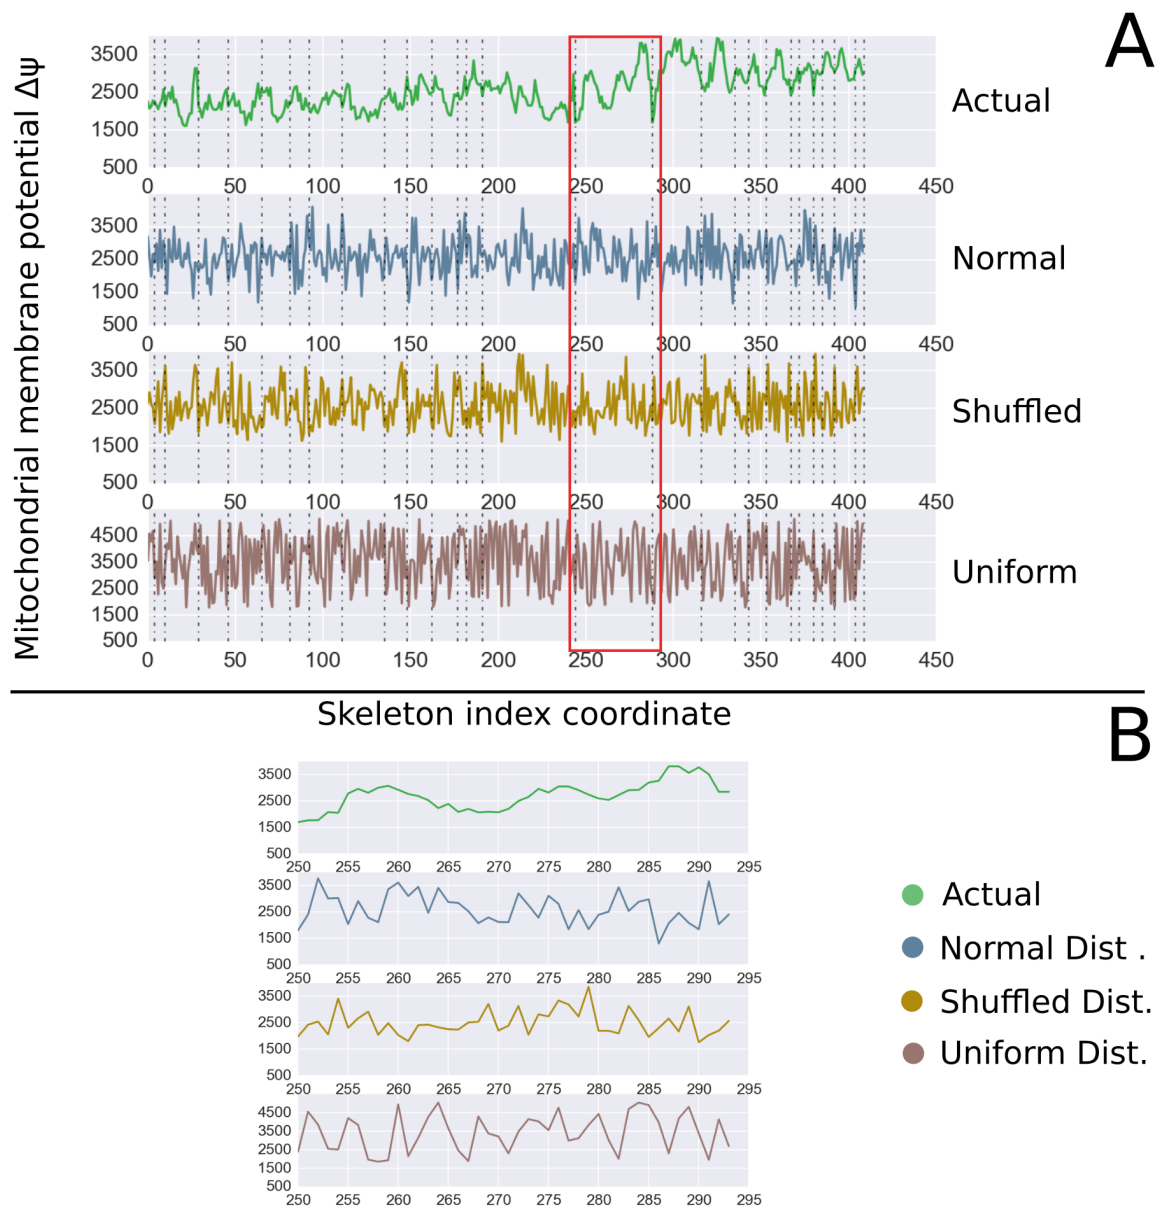 A
Mitochondrial membrane potential Δψ
3500
2500
1500
500
0 50 100 150 200 250 300 350 400 450
Actual
3500
2500
1500
500
0 50 100 150 200 250 300 350 400 450
Normal
3500
2500
1500
500
0 50 100 150 200 250 300 350 400 450
Shuffled
4500
3500
2500
1500
500
0 50 100 150 200 250 300 350 400 450
Uniform
Skeleton index coordinate
B
3500
2500
1500
500
250 255 260 265 270 275 280 285 290 295
3500
2500
1500
500
250 255 260 265 270 275 280 285 290 295
3500
2500
1500
500
250 255 260 265 270 275 280 285 290 295
4500
3500
2500
1500
500
250 255 260 265 270 275 280 285 290 295
Actual
Normal Dist .
Shuffled Dist.
Uniform Dist.